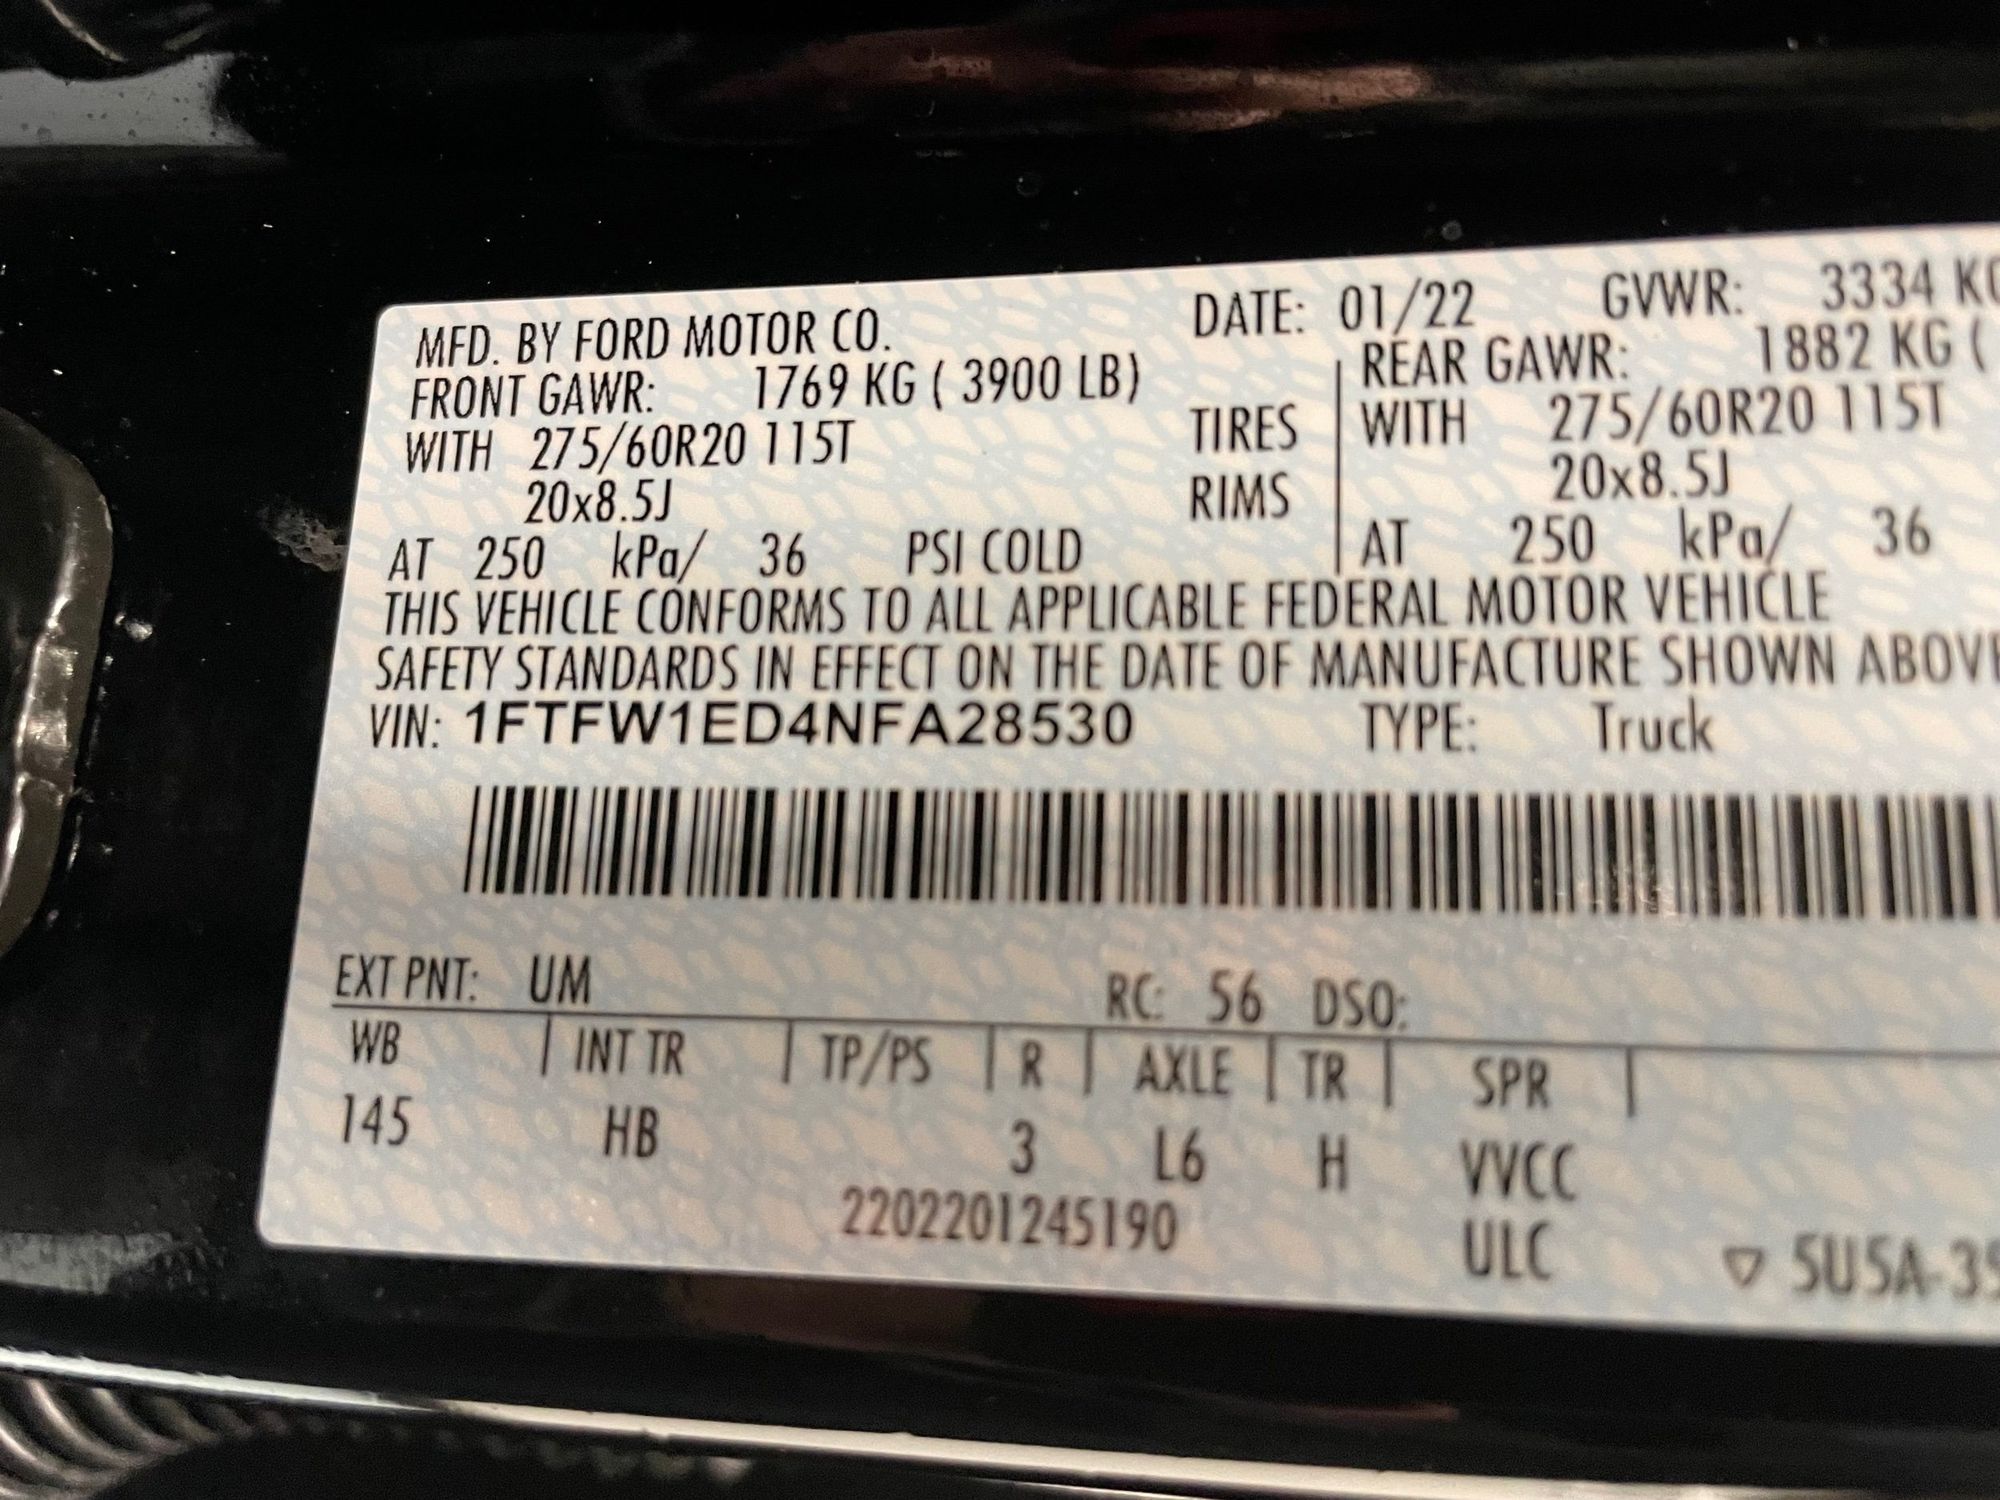 MFD. BY FORD MOTOR CO. DATE: 01/22 GVWR: 3334 KG
FRONT GAWR: 1769 KG ( 3900 LB) REAR GAWR: 1882 KG (
WITH 275/60R20 115T TIRES WITH 275/60R20 115T
20x8.5J RIMS 20x8.5J
AT 250 kPa/ 36 PSI COLD AT 250 kPa/ 36
THIS VEHICLE CONFORMS TO ALL APPLICABLE FEDERAL MOTOR VEHICLE
SAFETY STANDARDS IN EFFECT ON THE DATE OF MANUFACTURE SHOWN ABOVE
VIN: 1FTFW1ED4NFA28530 TYPE: Truck
EXT PNT: UM RC: 56 DSO:
WB | INT TR | TP/PS | R | AXLE | TR | SPR |
145 HB 3 L6 H VVCC
2202201245190 ULC ▽ 5U5A-35